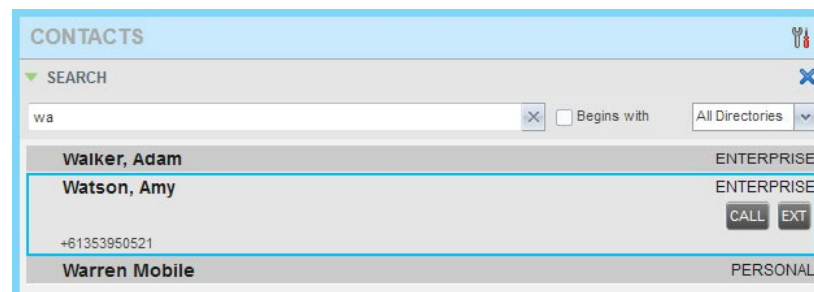 CONTACTS
SEARCH
wa Begins with All Directories
Walker, Adam ENTERPRISE
Watson, Amy ENTERPRISE
CALL EXT
+61353950521
Warren Mobile PERSONAL